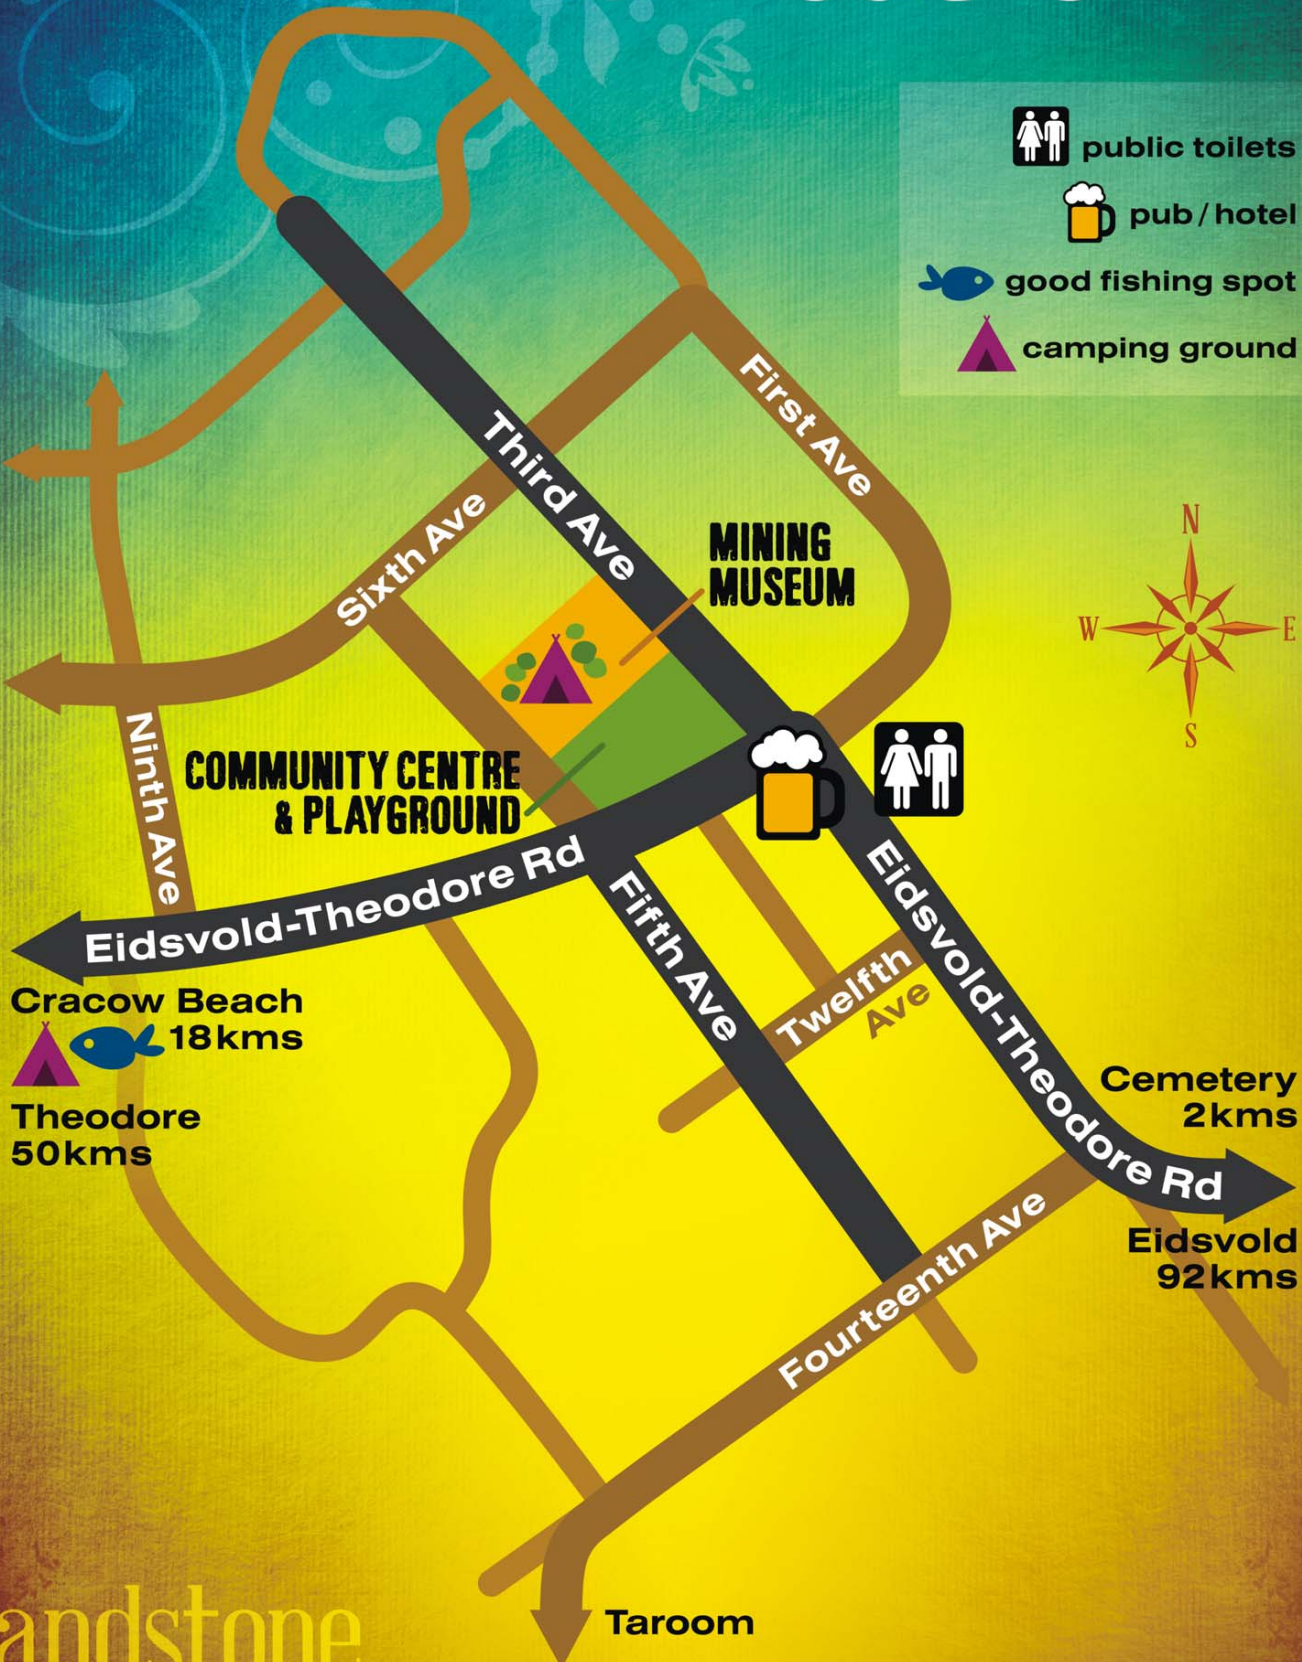 public toilets
pub / hotel
good fishing spot
camping ground
First Ave
Third Ave
Sixth Ave
MINING
MUSEUM
N
W
E
S
Ninth Ave
COMMUNITY CENTRE
& PLAYGROUND
Eidsvold-Theodore Rd
Fifth Ave
Eidsvold-Theodore Rd
Twelfth
Ave
Cracow Beach
18kms
Theodore
50kms
Cemetery
2kms
Eidsvold
92kms
Fourteenth Ave
Taroom
andstone